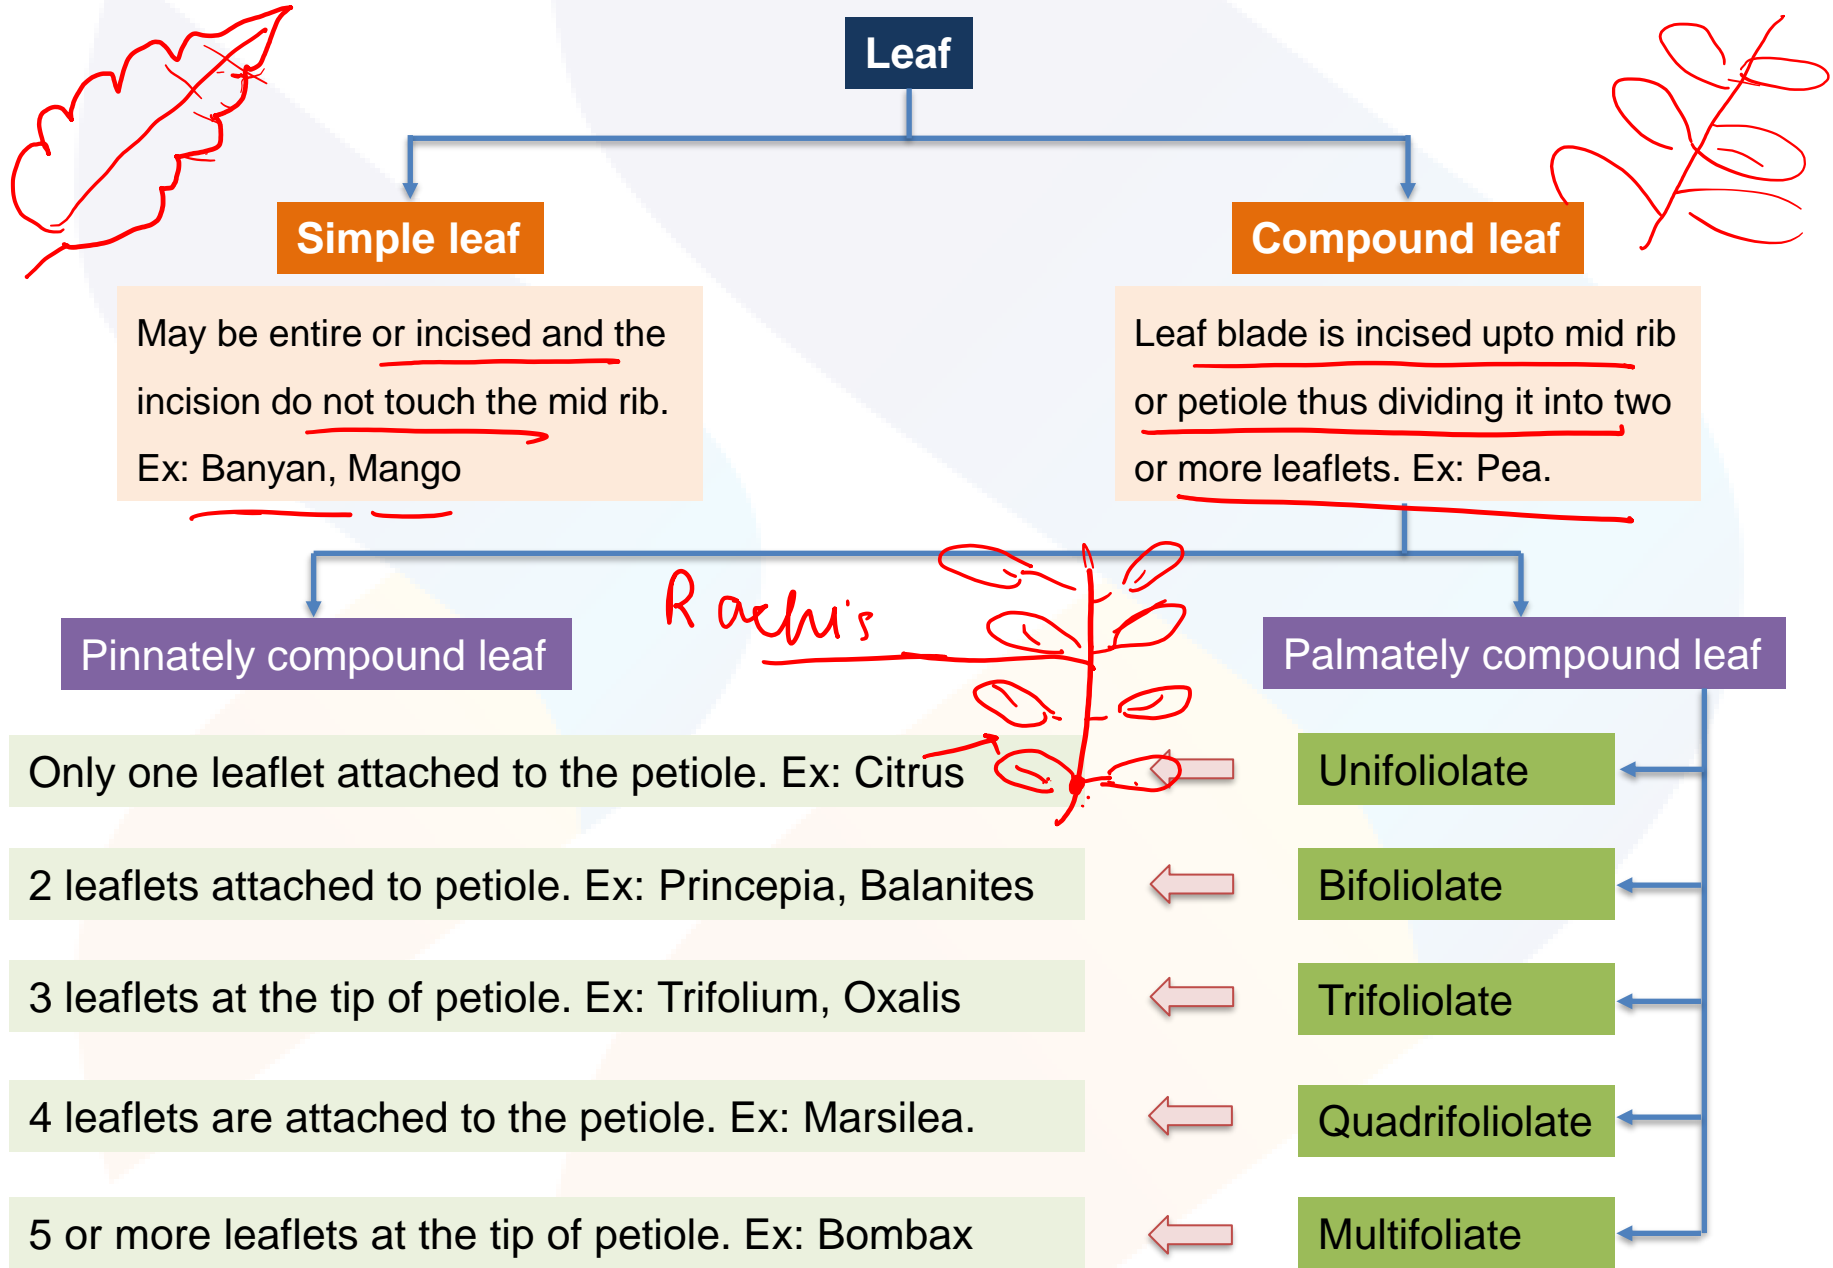 Leaf
Simple leaf
Compound leaf
May be entire or incised and the
incision do not touch the mid rib.
Ex: Banyan, Mango
Leaf blade is incised upto mid rib
or petiole thus dividing it into two
or more leaflets. Ex: Pea.
Rachis
Pinnately compound leaf
Palmately compound leaf
Only one leaflet attached to the petiole. Ex: Citrus
Unifoliolate
2 leaflets attached to petiole. Ex: Princepia, Balanites
Bifoliolate
3 leaflets at the tip of petiole. Ex: Trifolium, Oxalis
Trifoliolate
4 leaflets are attached to the petiole. Ex: Marsilea.
Quadrifoliolate
5 or more leaflets at the tip of petiole. Ex: Bombax
Multifoliate